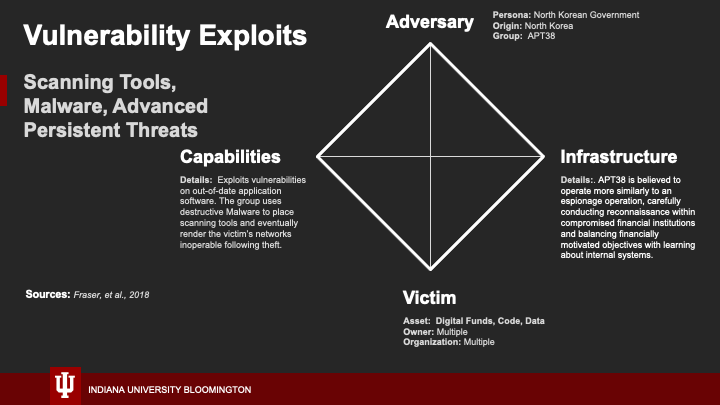 Vulnerability Exploits
Scanning Tools,
Malware, Advanced
Persistent Threats
Adversary
Persona: North Korean Government
Origin: North Korea
Group:  APT38
Capabilities
Details:  Exploits vulnerabilities
on out-of-date application
software. The group uses
destructive Malware to place
scanning tools and eventually
render the victim's networks
inoperable following theft.
Infrastructure
Details:. APT38 is believed to
operate more similarly to an
espionage operation, carefully
conducting reconnaissance within
compromised financial institutions
and balancing financially
motivated objectives with learning
about internal systems.
Victim
Asset:  Digital Funds, Code, Data
Owner: Multiple
Organization: Multiple
Sources: Fraser, et al., 2018
INDIANA UNIVERSITY BLOOMINGTON